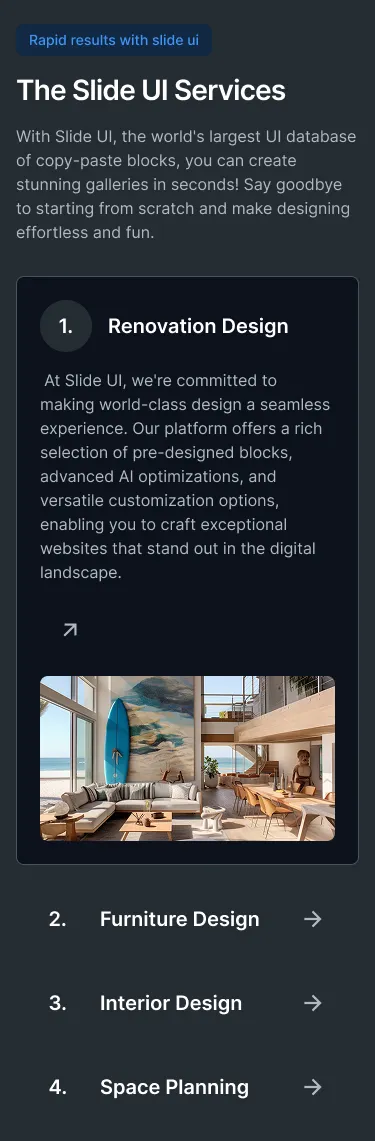 Rapid results with slide ui
The Slide UI Services
With Slide UI, the world's largest UI database
of copy-paste blocks, you can create
stunning galleries in seconds! Say goodbye
to starting from scratch and make designing
effortless and fun.
1. Renovation Design
At Slide UI, we're committed to
making world-class design a seamless
experience. Our platform offers a rich
selection of pre-designed blocks,
advanced AI optimizations, and
versatile customization options,
enabling you to craft exceptional
websites that stand out in the digital
landscape.
2. Furniture Design
3. Interior Design
4. Space Planning